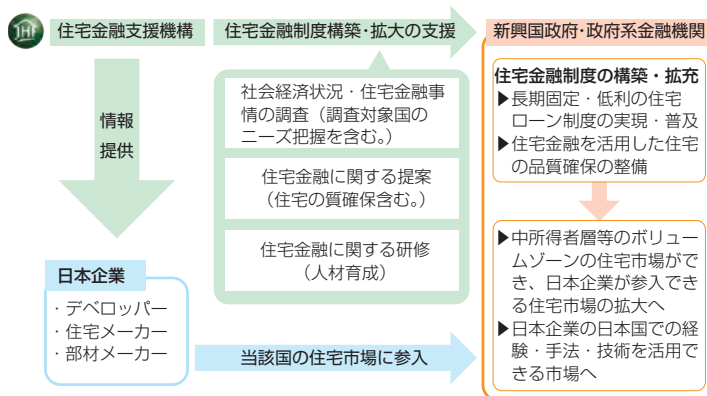 JHF
住宅金融支援機構
住宅金融制度構築・拡大の支援
新興国政府・政府系金融機関
情報
提供
社会経済状況・住宅金融事
情の調査（調査対象国の
ニーズ把握を含む。）
住宅金融に関する提案
（住宅の質確保含む。）
住宅金融に関する研修
（人材育成）
住宅金融制度の構築・拡充
▶長期固定・低利の住宅
ローン制度の実現・普及
▶住宅金融を活用した住宅
の品質確保の整備
▶中所得者層等のボリュー
ムゾーンの住宅市場がで
き、日本企業が参入でき
る住宅市場の拡大へ
▶日本企業の日本国での経
験・手法・技術を活用で
きる市場へ
日本企業
・デベロッパー
・住宅メーカー
・部材メーカー
当該国の住宅市場に参入